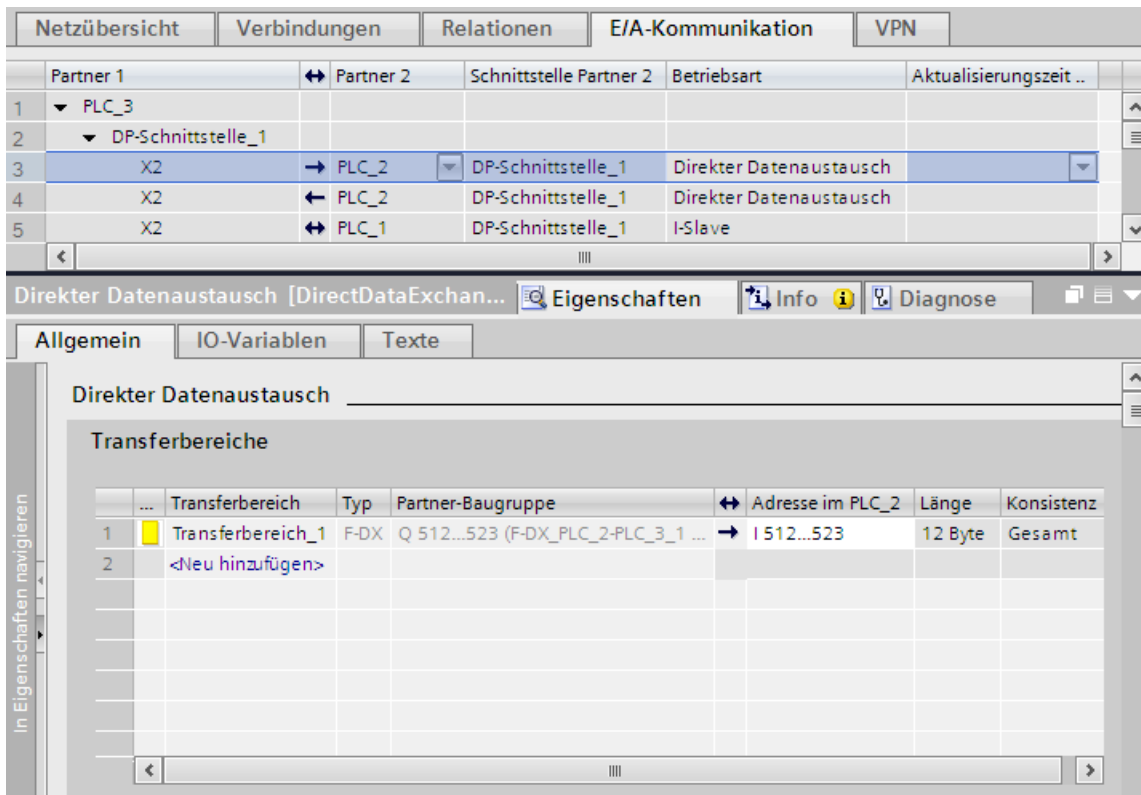 Netzübersicht Verbindungen Relationen E/A-Kommunikation VPN
Partner 1 Partner 2 Schnittstelle Partner 2 Betriebsart Aktualisierungszeit ..
1 PLC_3
2 DP-Schnittstelle_1
3 X2 → PLC_2 DP-Schnittstelle_1 Direkter Datenaustausch
4 X2 ← PLC_2 DP-Schnittstelle_1 Direkter Datenaustausch
5 X2 ↔ PLC_1 DP-Schnittstelle_1 I-Slave
Direkter Datenaustausch [DirectDataExchan... Eigenschaften Info Diagnose
Allgemein IO-Variablen Texte
In Eigenschaften navigieren
Direkter Datenaustausch
Transferbereiche
... Transferbereich Typ Partner-Baugruppe ↔ Adresse im PLC_2 Länge Konsistenz
1 Transferbereich_1 F-DX Q 512...523 (F-DX_PLC_2-PLC_3_1 ... → I 512...523 12 Byte Gesamt
2 <Neu hinzufügen>